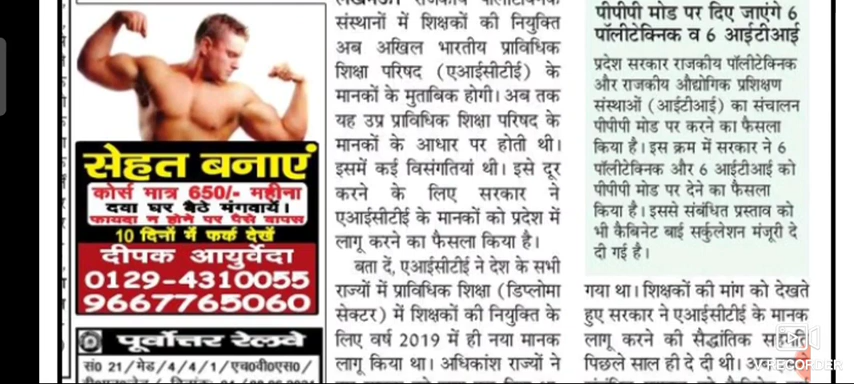 सेहत बनाएं
कोर्स मात्र 650/- महीना
दवा घर बैठे मंगवायें।
फायदा न होने पर पैसे वापस
10 दिनों में फर्क देखें
दीपक आयुर्वेदा
0129-4310055
9667765060
पूर्वोत्तर रेलवे
सं० 21/मेड/4/4/1/एच०वी०एस०/
संस्थानों में शिक्षकों की नियुक्ति
अब अखिल भारतीय प्राविधिक
शिक्षा परिषद (एआईसीटीई) के
मानकों के मुताबिक होगी। अब तक
यह उप्र प्राविधिक शिक्षा परिषद के
मानकों के आधार पर होती थी।
इसमें कई विसंगतियां थी। इसे दूर
करने के लिए सरकार ने
एआईसीटीई के मानकों को प्रदेश में
लागू करने का फैसला किया है।
बता दें, एआईसीटीई ने देश के सभी
राज्यों में प्राविधिक शिक्षा (डिप्लोमा
सेक्टर) में शिक्षकों की नियुक्ति के
लिए वर्ष 2019 में ही नया मानक
लागू किया था। अधिकांश राज्यों ने
पीपीपी मोड पर दिए जाएंगे 6
पॉलीटेक्निक व 6 आईटीआई
प्रदेश सरकार राजकीय पॉलीटेक्निक
और राजकीय औद्योगिक प्रशिक्षण
संस्थाओं (आईटीआई) का संचालन
पीपीपी मोड पर करने का फैसला
किया है। इस क्रम में सरकार ने 6
पॉलीटेक्निक और 6 आईटीआई को
पीपीपी मोड पर देने का फैसला
किया है। इससे संबंधित प्रस्ताव को
भी कैबिनेट बाई सर्कुलेशन मंजूरी दे
दी गई है।
गया था। शिक्षकों की मांग को देखते
हुए सरकार ने एआईसीटीई के मानक
लागू करने की सैद्धांतिक सहमति
पिछले साल ही दे दी थी। अब
RECORDER